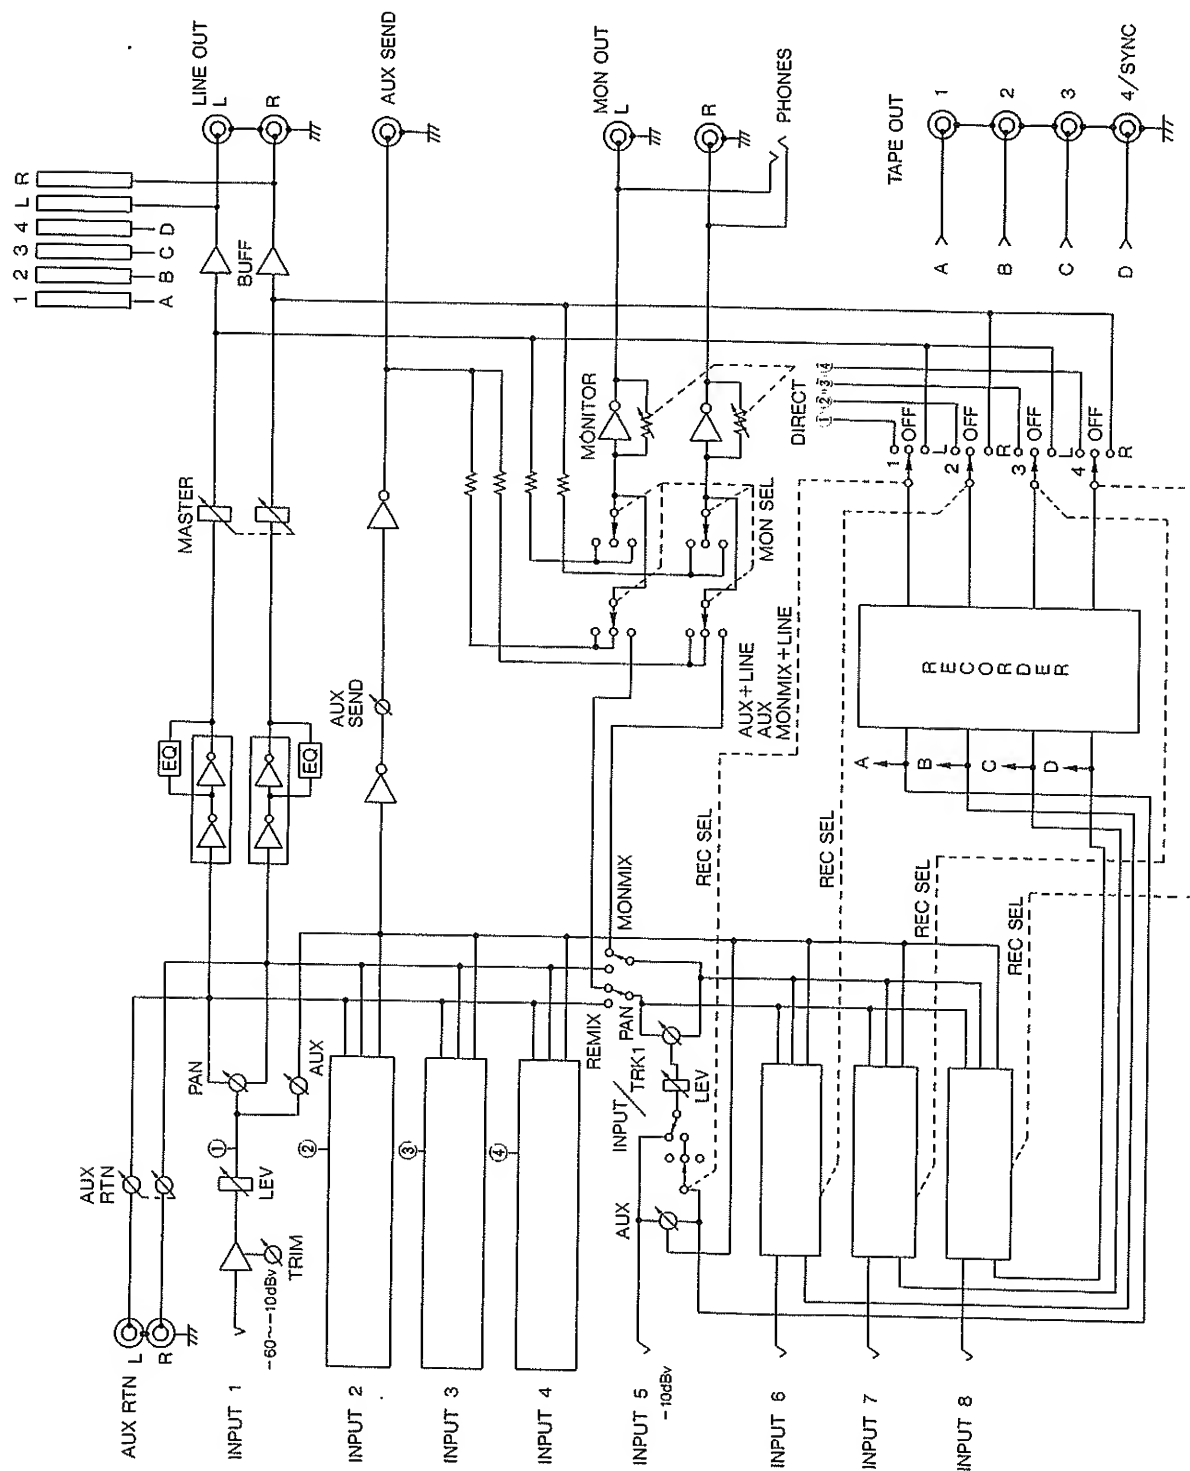 AUX RTN
L
R
INPUT 1
-60~-10dBv
TRIM
LEV
①
AUX
RTN
PAN
AUX
EQ
EQ
MASTER
BUFF
1 2 3 4 L R
A B C D
LINE OUT
L
R
INPUT 2
②
INPUT 3
③
INPUT 4
④
AUX
SEND
AUX SEND
INPUT 5
-10dBv
AUX
INPUT/TRK1
LEV
PAN
REMIX
MONMIX
AUX+LINE
AUX
MONMIX+LINE
MON SEL
MONITOR
MON OUT
L
R
PHONES
INPUT 6
INPUT 7
INPUT 8
REC SEL
REC SEL
REC SEL
REC SEL
A
B
C
D
RECORDER
DIRECT
① ② ③ ④
1 OFF
L
2 OFF
R
3 OFF
L
4 OFF
R
TAPE OUT
A 1
B 2
C 3
D 4/SYNC